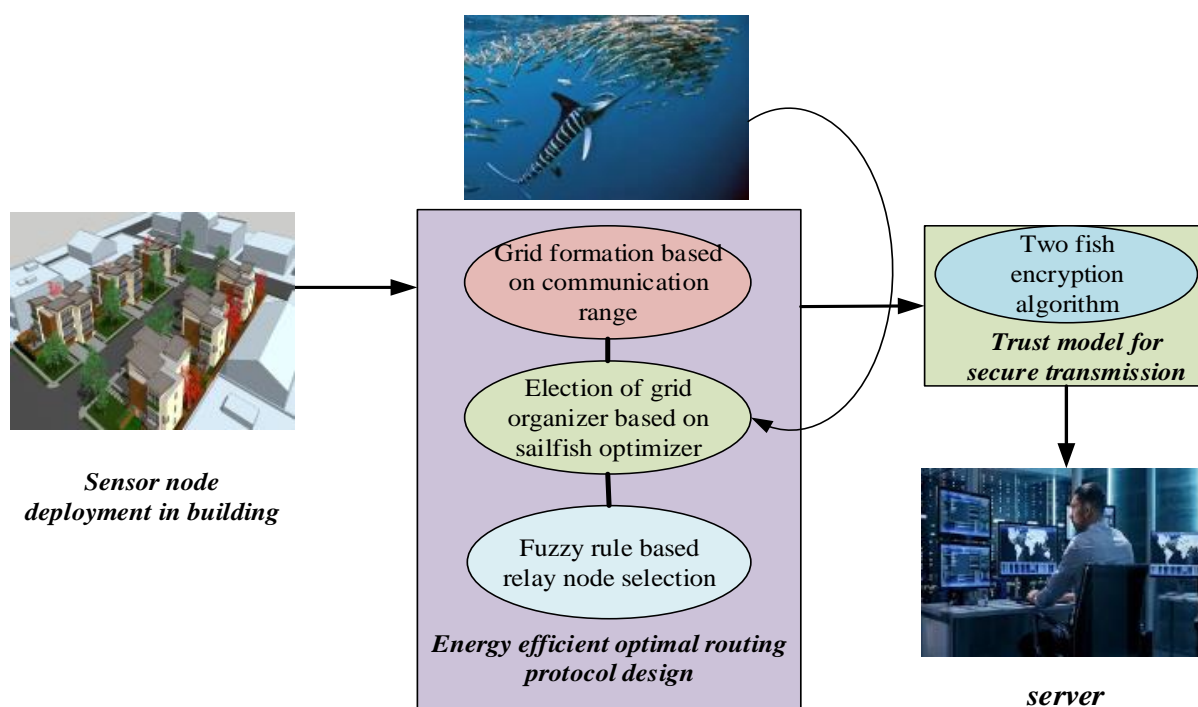 Grid formation based
on communication
range
Election of grid
organizer based on
sailfish optimizer
Fuzzy rule based
relay node selection
Energy efficient optimal routing
protocol design
Sensor node
deployment in building
Two fish
encryption
algorithm
Trust model for
secure transmission
server